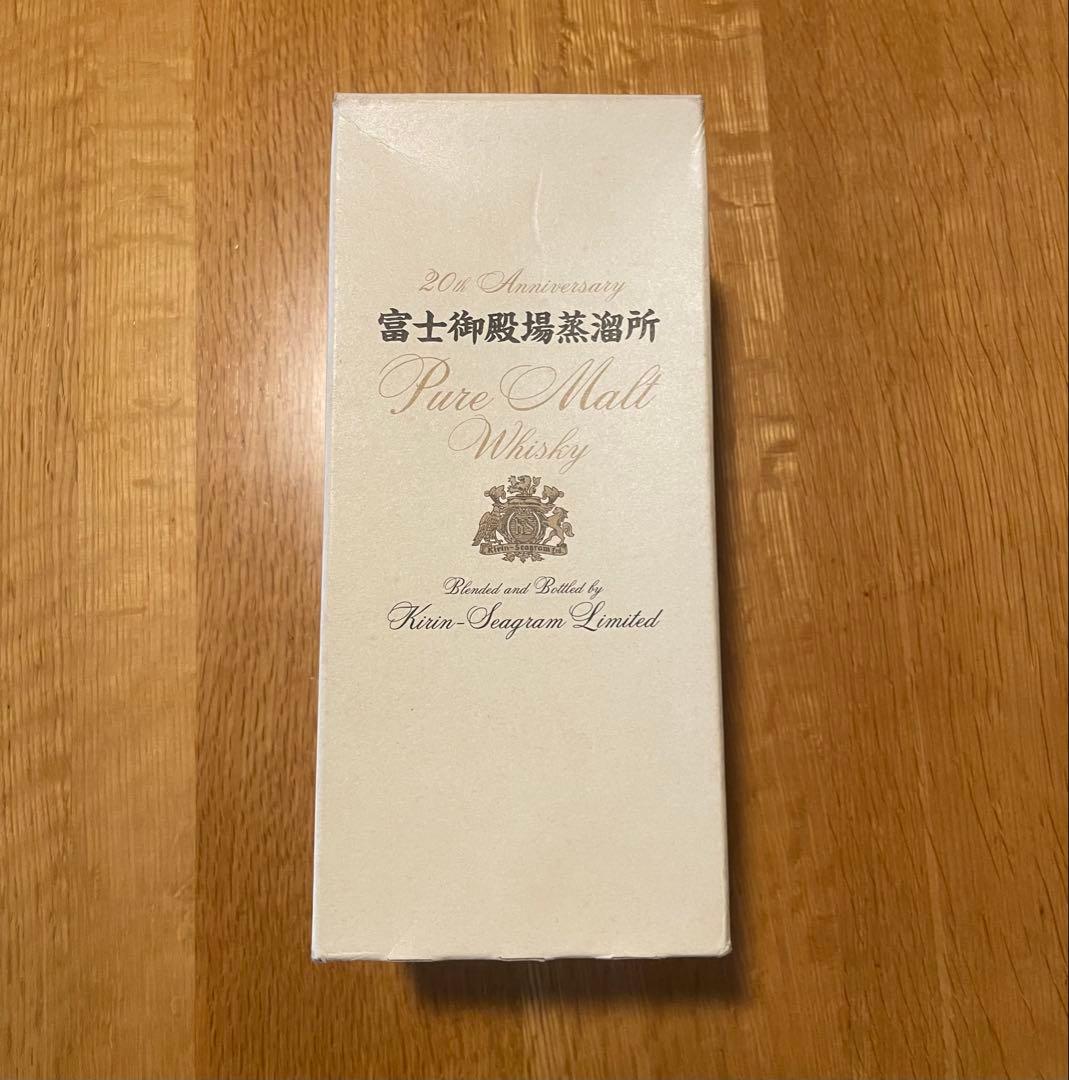 20th Anniversary
富士御殿場蒸溜所
Pure Malt
Whisky
KS
Kirin-Seagram Ltd.
Blended and Bottled by
Kirin-Seagram Limited